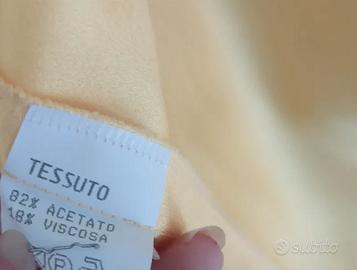 TESSUTO
82% ACETATO
18% VISCOSA
P
subito